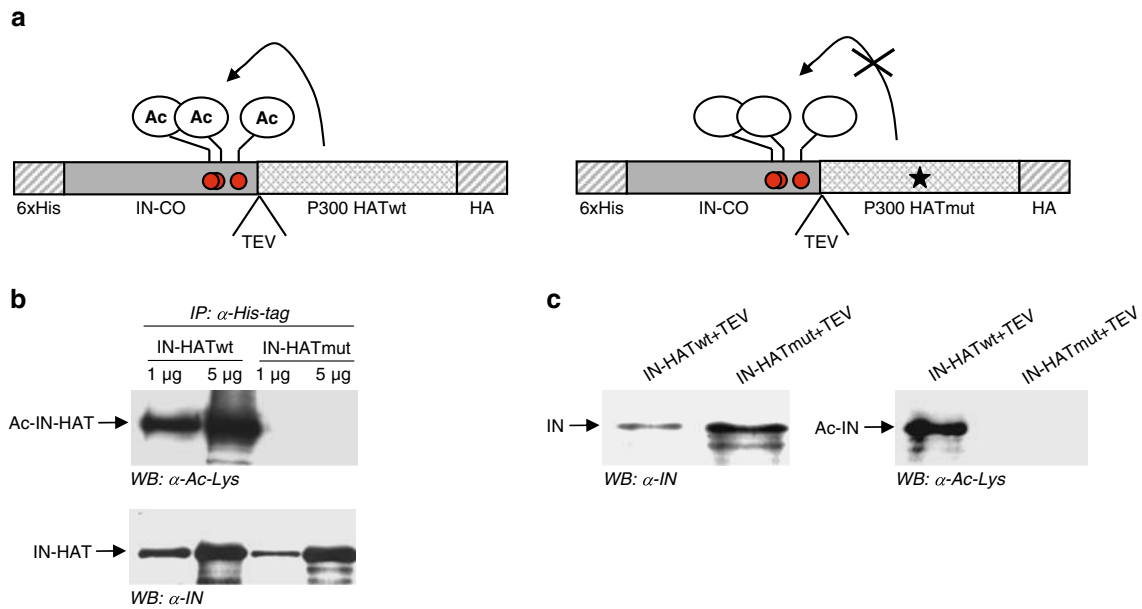 a
Ac Ac Ac
6xHis IN-CO P300 HATwt HA
TEV
6xHis IN-CO P300 HATmut HA
TEV
b
IP: α-His-tag
IN-HATwt IN-HATmut
1 µg 5 µg 1 µg 5 µg
Ac-IN-HAT
WB: α-Ac-Lys
IN-HAT
WB: α-IN
c
IN-HATwt+TEV
IN-HATmut+TEV
IN
WB: α-IN
IN-HATwt+TEV
IN-HATmut+TEV
Ac-IN
WB: α-Ac-Lys